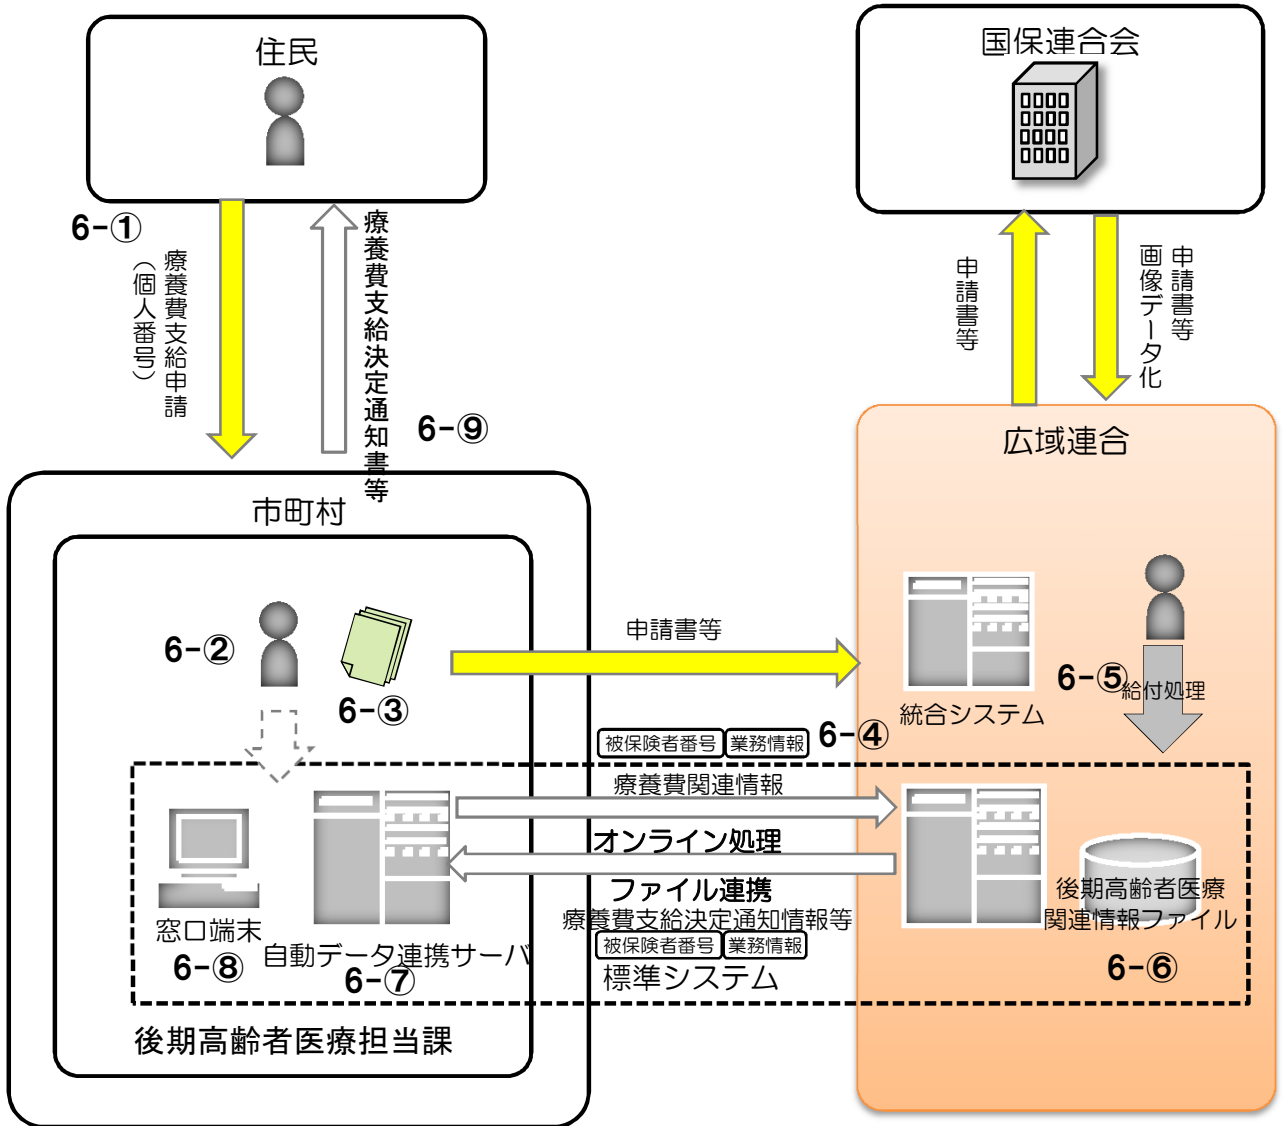 住民
国保連合会
6-①
療養費支給申請
（個人番号）
療養費支給決定通知書等
6-⑨
申請書等
申請書等
画像データ化
広域連合
市町村
6-②
6-③
申請書等
統合システム
6-⑤
給付処理
被保険者番号 業務情報
6-④
療養費関連情報
オンライン処理
ファイル連携
療養費支給決定通知情報等
被保険者番号 業務情報
標準システム
窓口端末
6-⑧
自動データ連携サーバ
6-⑦
後期高齢者医療
関連情報ファイル
6-⑥
後期高齢者医療担当課